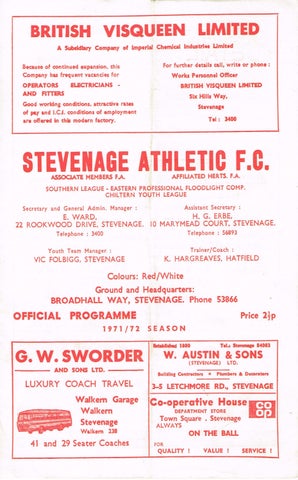 BRITISH VISQUEEN LIMITED
A Subsidiary Company of Imperial Chemical Industries Limited
Because of continued expansion, this
Company has frequent vacancies for
OPERATORS ELECTRICIANS -
AND FITTERS
Good working conditions, attractive rates
of pay and I.C.I. conditions of employment
are offered in this modern factory.
For further details call, write or phone :
Works Personnel Officer
BRITISH VISQUEEN LIMITED
Six Hills Way,
Stevenage
Tel : 3400
STEVENAGE ATHLETIC F.C.
ASSOCIATE MEMBERS F.A. AFFILIATED HERTS. F.A.
SOUTHERN LEAGUE - EASTERN PROFESSIONAL FLOODLIGHT COMP.
CHILTERN YOUTH LEAGUE
Secretary and General Admin. Manager :
E. WARD,
22 ROOKWOOD DRIVE, STEVENAGE.
Telephone : 3400
Assistant Secretary :
H. G. ERBE,
10 MARYMEAD COURT, STEVENAGE.
Telephone : 56893
Youth Team Manager :
VIC FOLBIGG, STEVENAGE
Trainer/Coach :
K. HARGREAVES, HATFIELD
Colours: Red/White
Ground and Headquarters:
BROADHALL WAY, STEVENAGE. Phone 53866
OFFICIAL PROGRAMME Price 2½p
1971/72 SEASON
G. W. SWORDER
AND SONS LTD.
LUXURY COACH TRAVEL
Walkern Garage
Walkern
Stevenage
Walkern 238
41 and 29 Seater Coaches
Established 1880 Tel.: Stevenage 54083
W. AUSTIN & SONS
(STEVENAGE) LTD.
Building Contractors • Plumbers & Decorators
3-5 LETCHMORE RD., STEVENAGE
Co-operative House
DEPARTMENT STORE
Town Square . Stevenage
ALWAYS
ON THE BALL
FOR
QUALITY ! VALUE ! SERVICE !
CO
OP